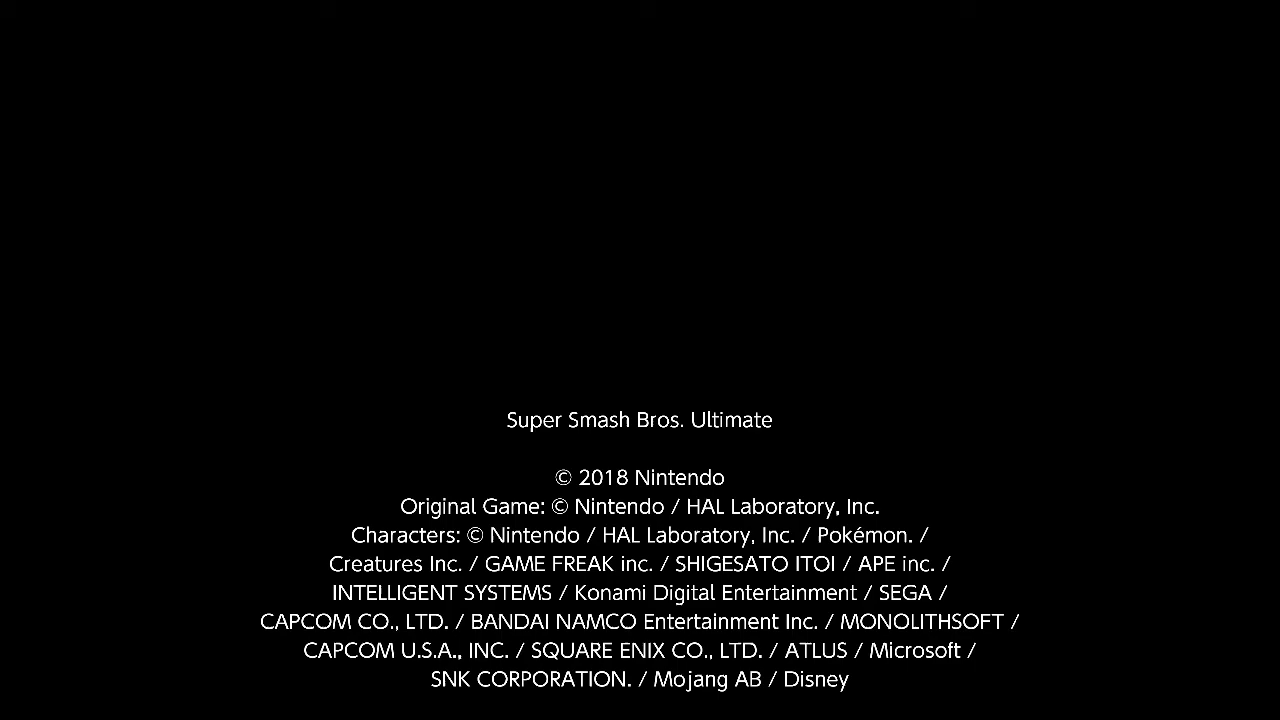 Super Smash Bros. Ultimate
© 2018 Nintendo
Original Game: © Nintendo / HAL Laboratory, Inc.
Characters: © Nintendo / HAL Laboratory, Inc. / Pokémon. /
Creatures Inc. / GAME FREAK inc. / SHIGESATO ITOI / APE inc. /
INTELLIGENT SYSTEMS / Konami Digital Entertainment / SEGA /
CAPCOM CO., LTD. / BANDAI NAMCO Entertainment Inc. / MONOLITHSOFT /
CAPCOM U.S.A., INC. / SQUARE ENIX CO., LTD. / ATLUS / Microsoft /
SNK CORPORATION. / Mojang AB / Disney